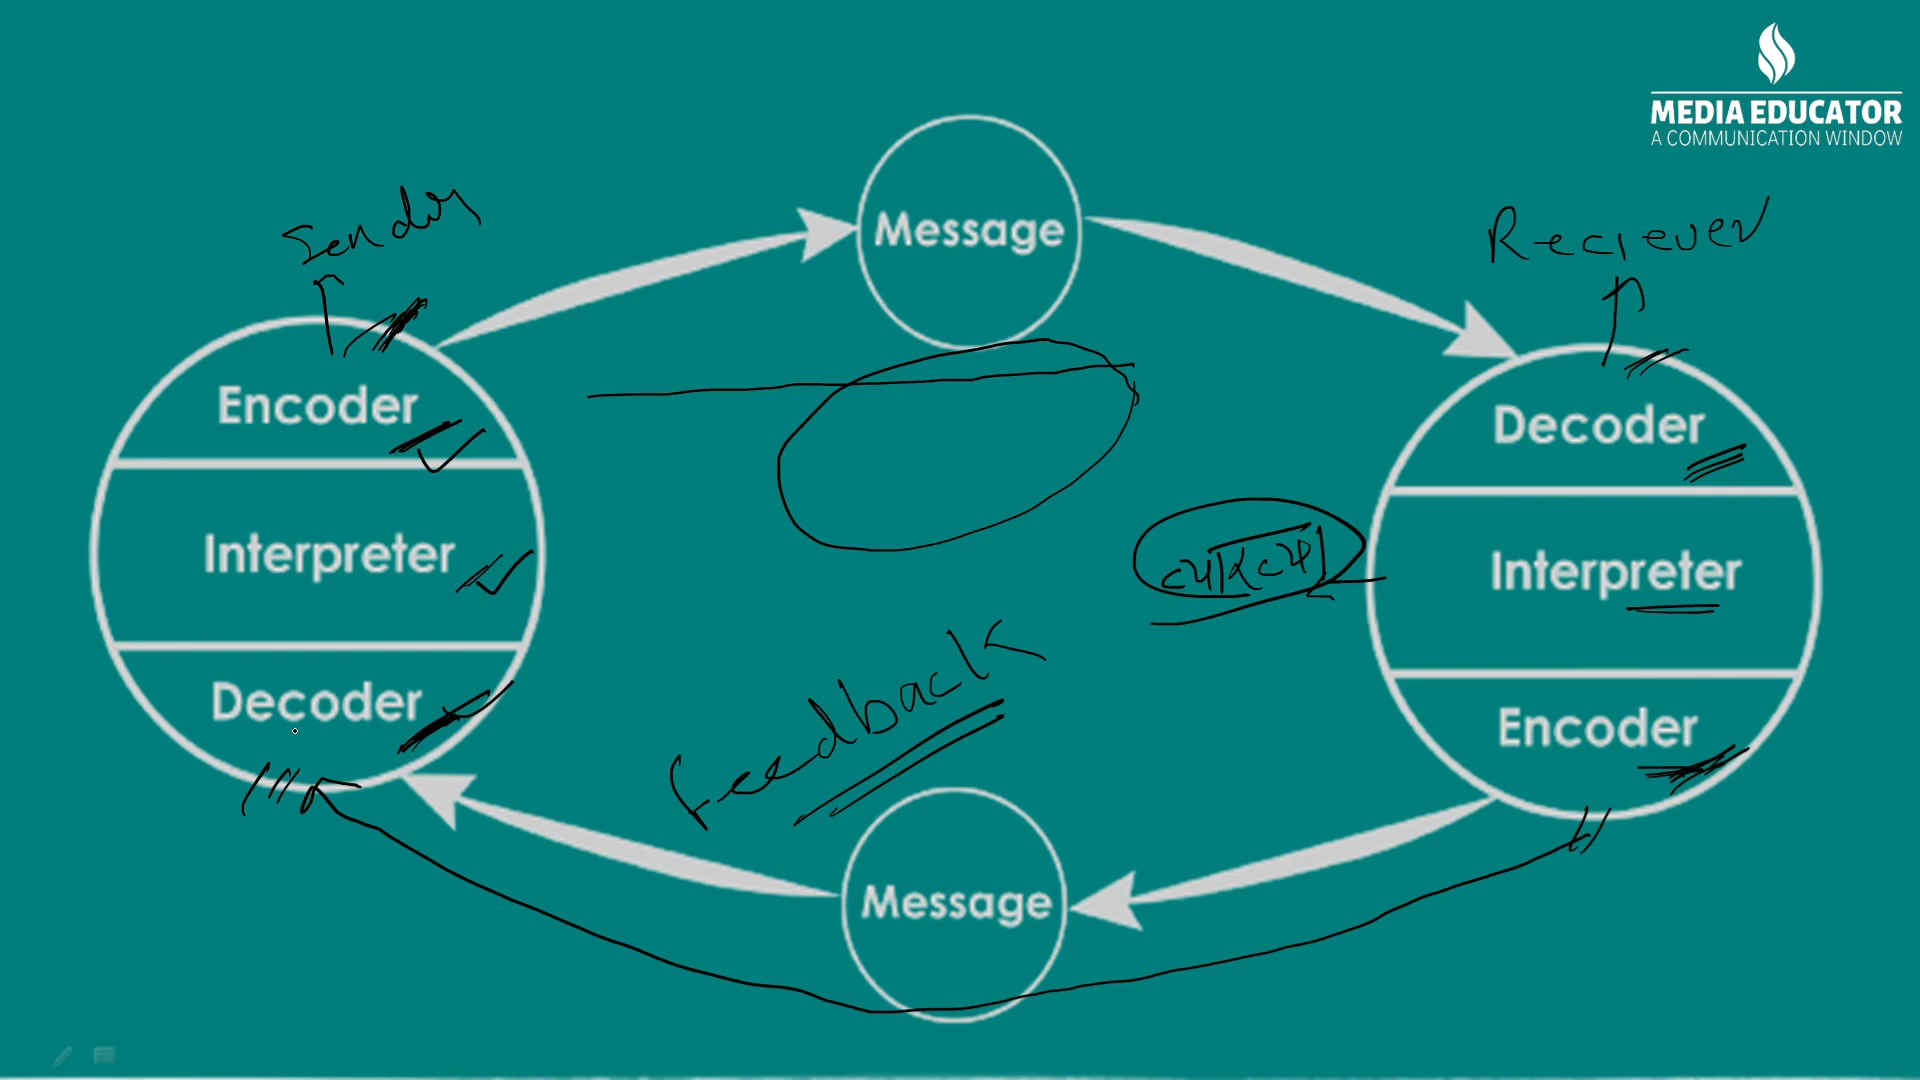 MEDIA EDUCATOR
A COMMUNICATION WINDOW
Sender
Message
Reciever
Encoder
Interpreter
Decoder
Decoder
Interpreter
Encoder
Feedback
Message